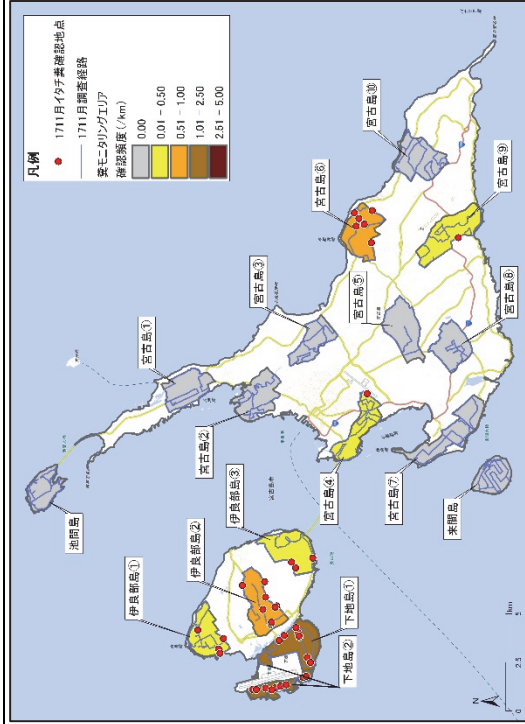 凡例
1711月イタチ糞確認地点
1711月調査経路
糞モニタリングエリア
確認頻度(/km)
0.00
0.01 - 0.50
0.51 - 1.00
1.01 - 2.50
2.51 - 5.00
池間島
宮古島①
宮古島②
宮古島③
宮古島④
宮古島⑤
宮古島⑥
宮古島⑦
宮古島⑧
宮古島⑨
宮古島⑩
来間島
伊良部島①
伊良部島②
伊良部島③
下地島①
下地島②
N
0
2.5
5
km